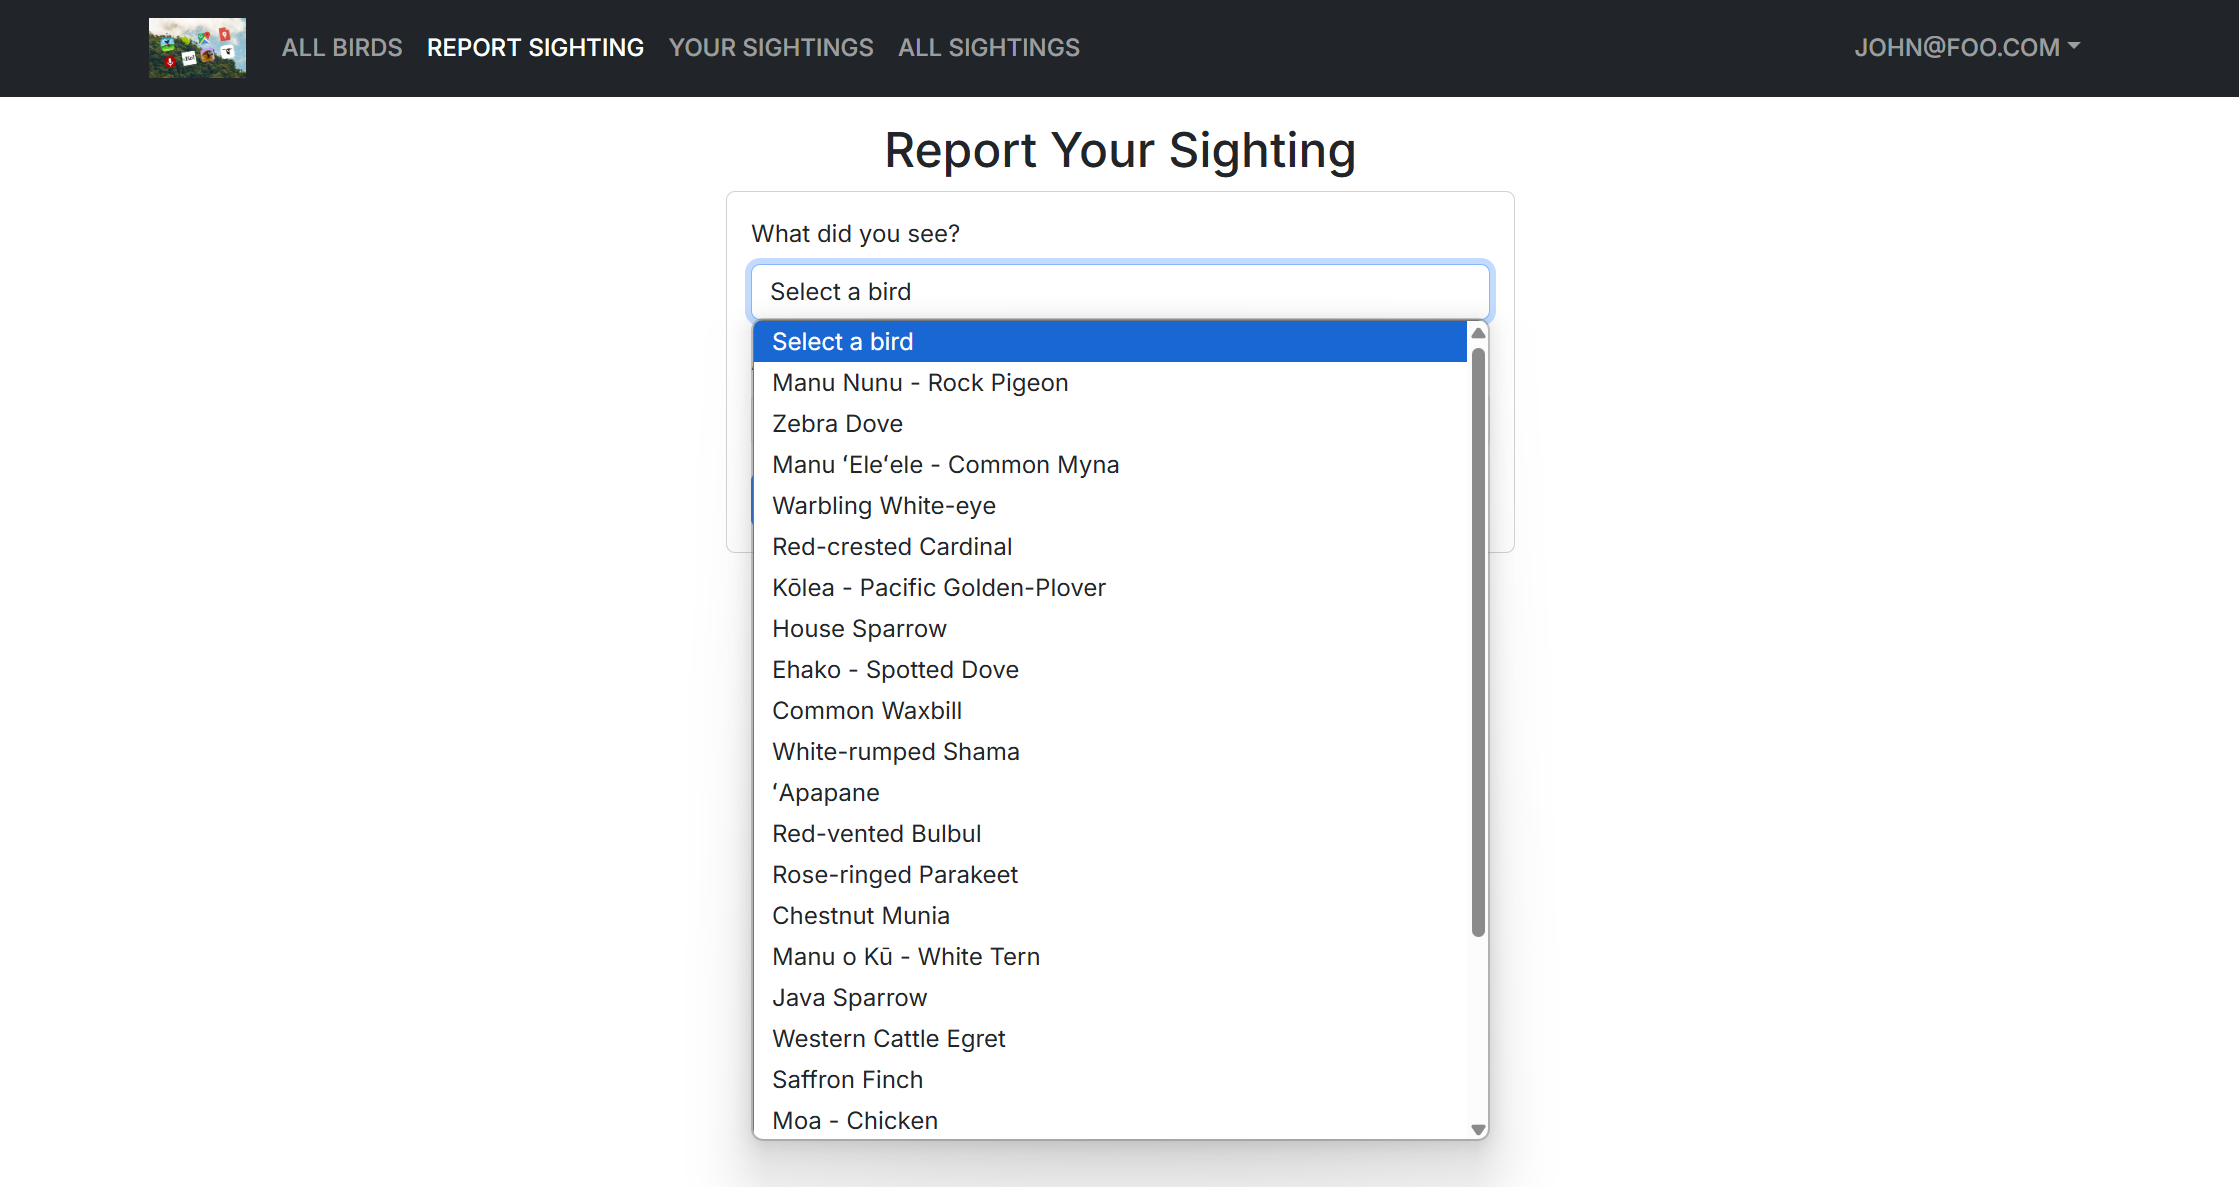 ALL BIRDS REPORT SIGHTING YOUR SIGHTINGS ALL SIGHTINGS JOHN@FOO.COM
Report Your Sighting
What did you see?
Select a bird
Select a bird
Manu Nunu - Rock Pigeon
Zebra Dove
Manu ʻEleʻele - Common Myna
Warbling White-eye
Red-crested Cardinal
Kōlea - Pacific Golden-Plover
House Sparrow
Ehako - Spotted Dove
Common Waxbill
White-rumped Shama
ʻApapane
Red-vented Bulbul
Rose-ringed Parakeet
Chestnut Munia
Manu o Kū - White Tern
Java Sparrow
Western Cattle Egret
Saffron Finch
Moa - Chicken